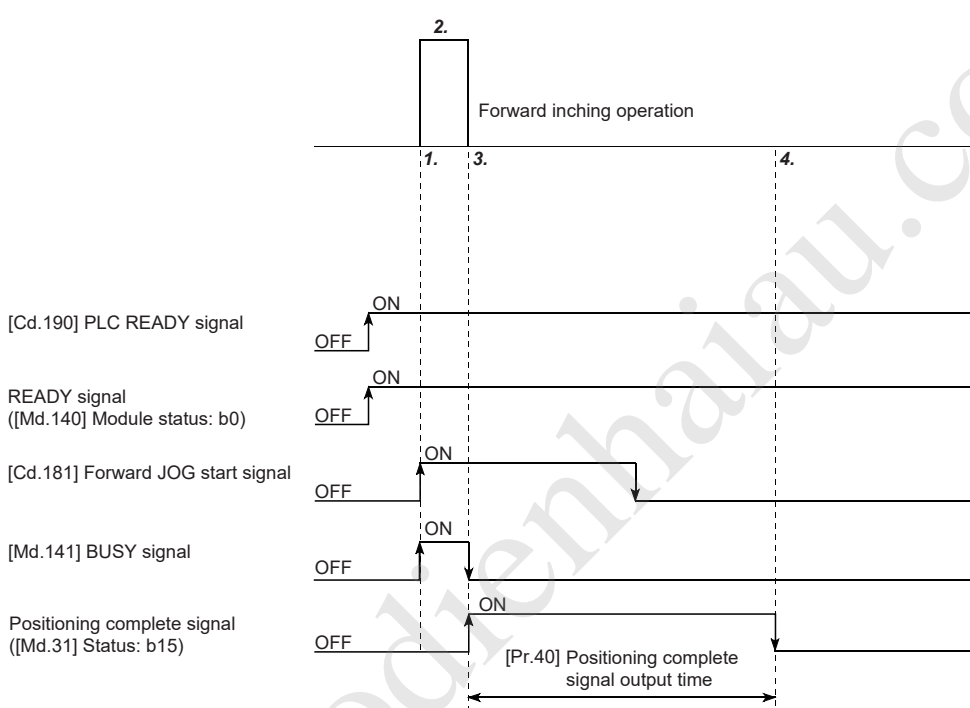 2.
Forward inching operation
1.
3.
4.
ON
[Cd.190] PLC READY signal
OFF
ON
READY signal
([Md.140] Module status: b0)
OFF
ON
[Cd.181] Forward JOG start signal
OFF
ON
[Md.141] BUSY signal
OFF
ON
Positioning complete signal
([Md.31] Status: b15)
OFF
[Pr.40] Positioning complete
signal output time
odienhaiau.co